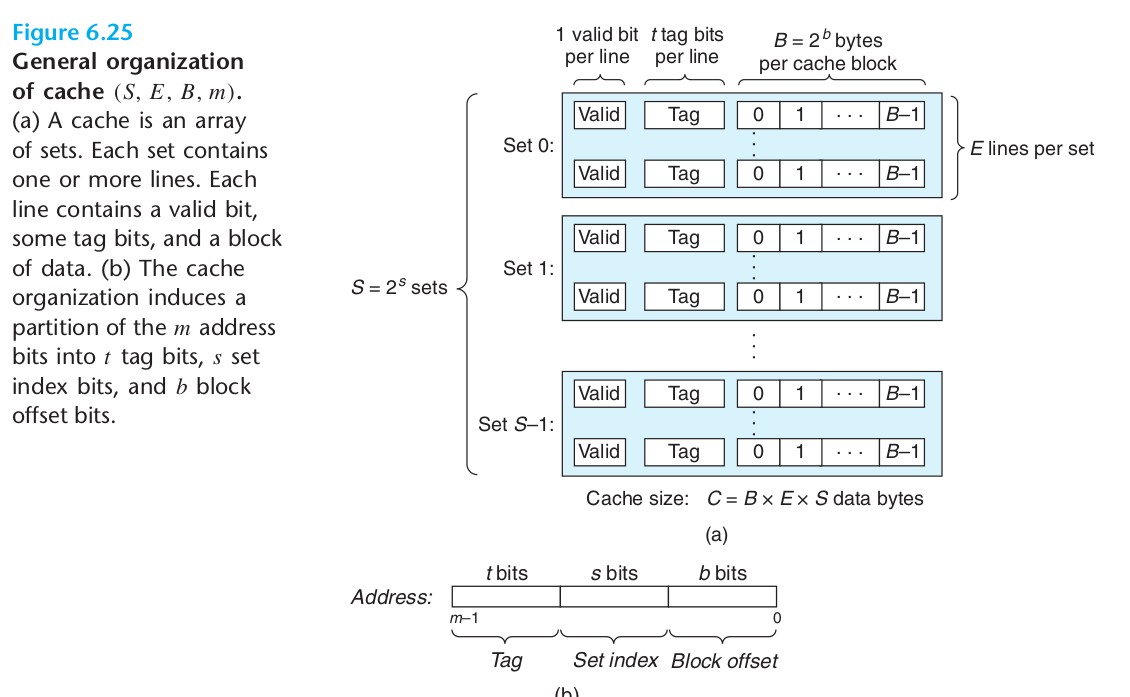 Figure 6.25
General organization
of cache (S, E, B, m).
(a) A cache is an array
of sets. Each set contains
one or more lines. Each
line contains a valid bit,
some tag bits, and a block
of data. (b) The cache
organization induces a
partition of the m address
bits into t tag bits, s set
index bits, and b block
offset bits.
1 valid bit
per line
t tag bits
per line
B = 2^b bytes
per cache block
S = 2^s sets
Set 0:
Valid Tag 0 1 · · · B–1
Valid Tag 0 1 · · · B–1
E lines per set
Set 1:
Valid Tag 0 1 · · · B–1
Valid Tag 0 1 · · · B–1
Set S–1:
Valid Tag 0 1 · · · B–1
Valid Tag 0 1 · · · B–1
Cache size: C = B × E × S data bytes
(a)
t bits s bits b bits
Address:
m–1 0
Tag Set index Block offset
(b)